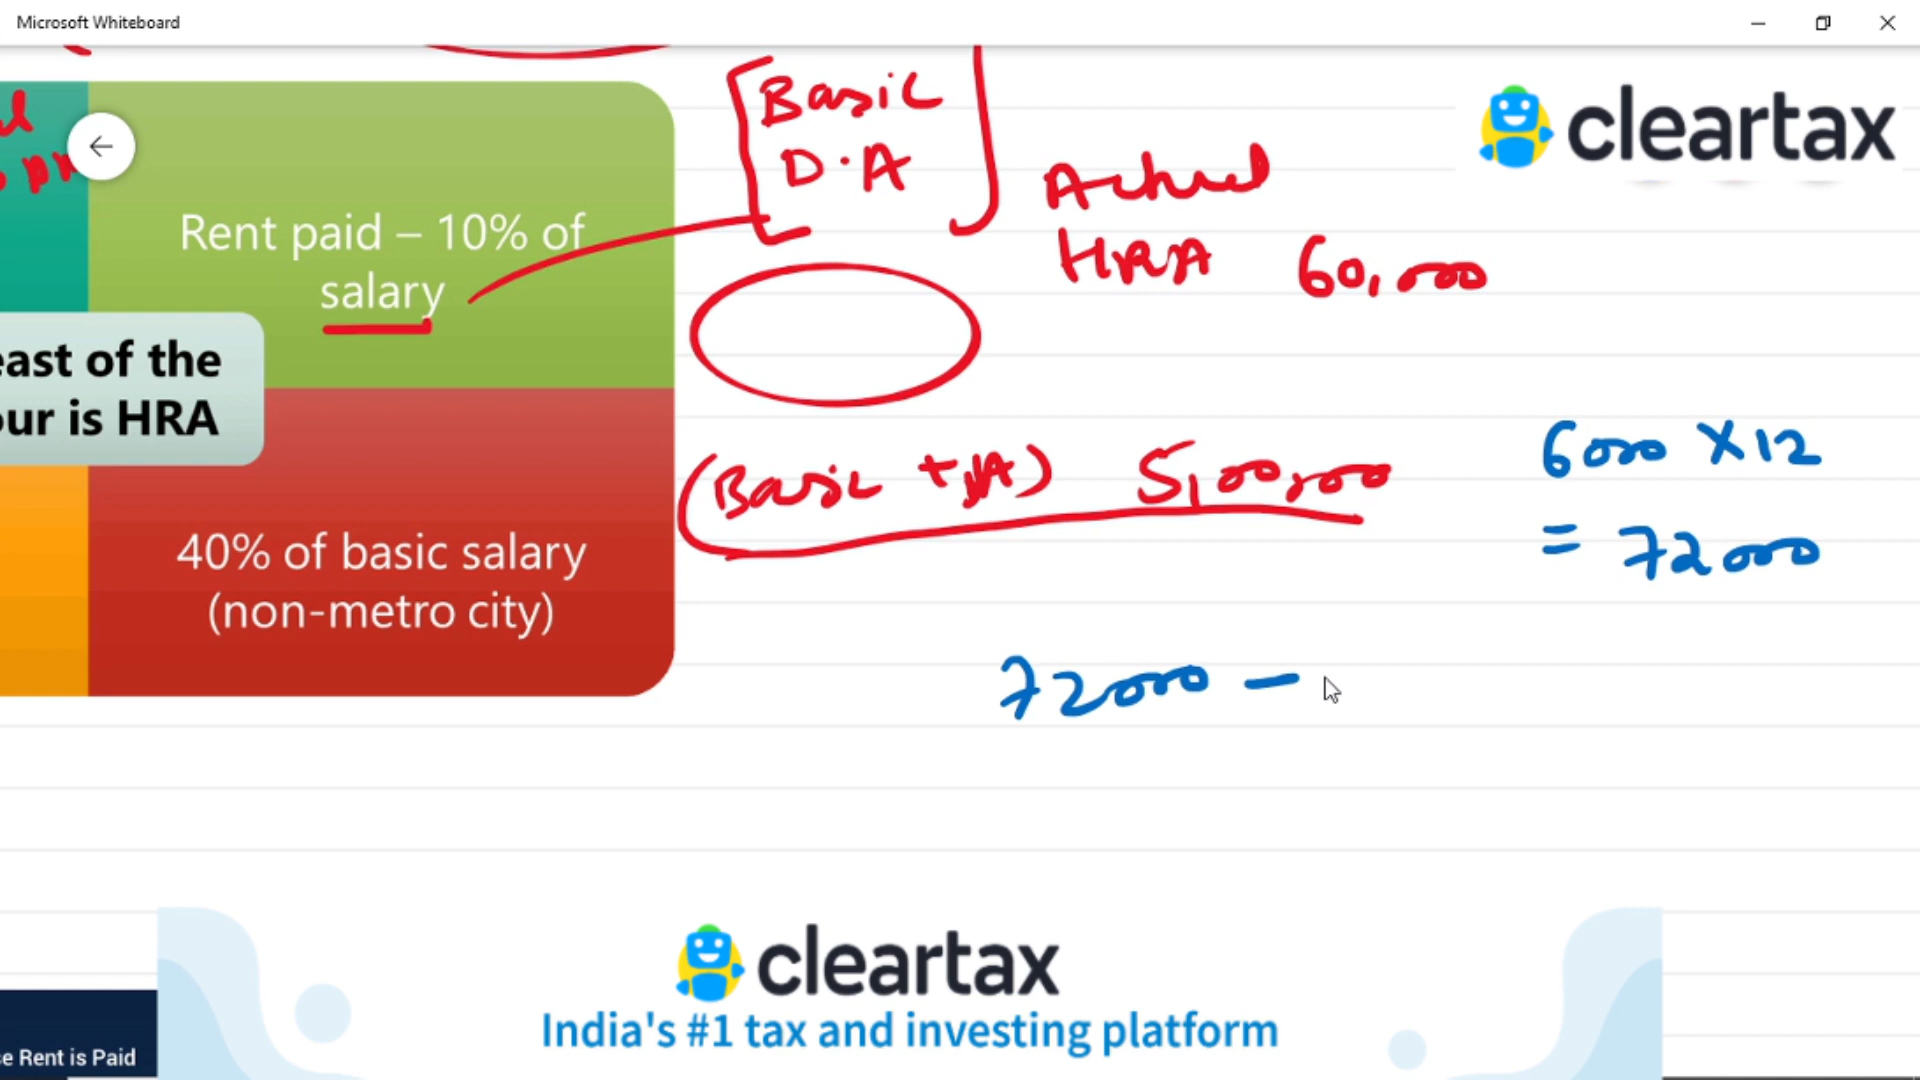 Microsoft Whiteboard
Basic
D.A
cleartax
Rent paid – 10% of
salary
Actual
HRA 60,000
east of the
our is HRA
(Basic + DA) 5,00,000
6000 X 12
= 72000
40% of basic salary
(non-metro city)
72000 –
cleartax
India's #1 tax and investing platform
e Rent is Paid